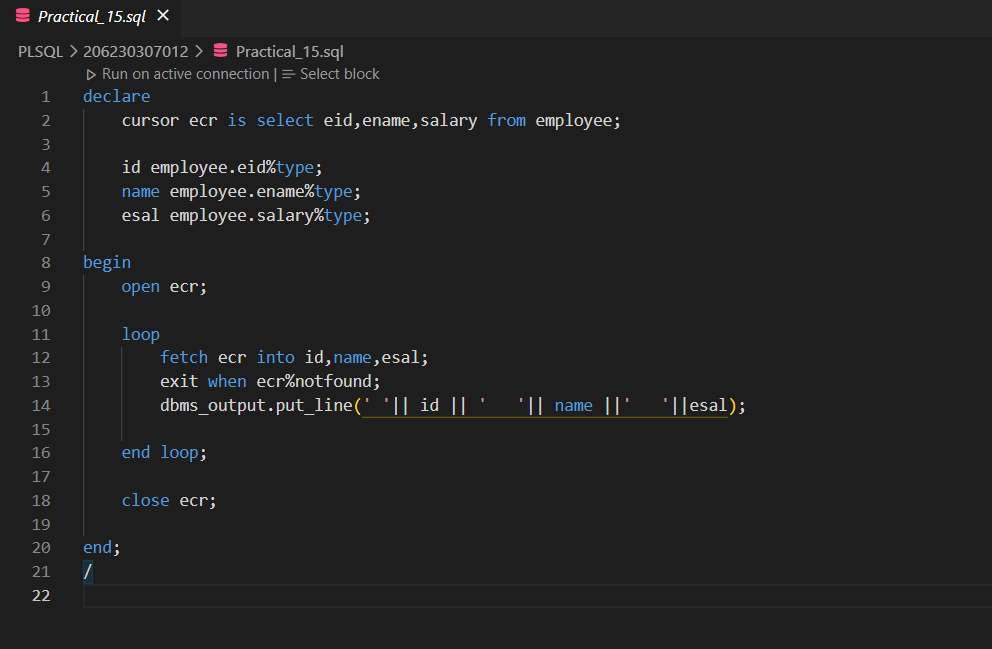 Practical_15.sql ✕
PLSQL > 206230307012 > Practical_15.sql
▷ Run on active connection | ≡ Select block
1 declare
2     cursor ecr is select eid,ename,salary from employee;
3
4     id employee.eid%type;
5     name employee.ename%type;
6     esal employee.salary%type;
7
8 begin
9     open ecr;
10
11     loop
12         fetch ecr into id,name,esal;
13         exit when ecr%notfound;
14         dbms_output.put_line(' '|| id || '   '|| name ||'   '||esal);
15
16     end loop;
17
18     close ecr;
19
20 end;
21 /
22